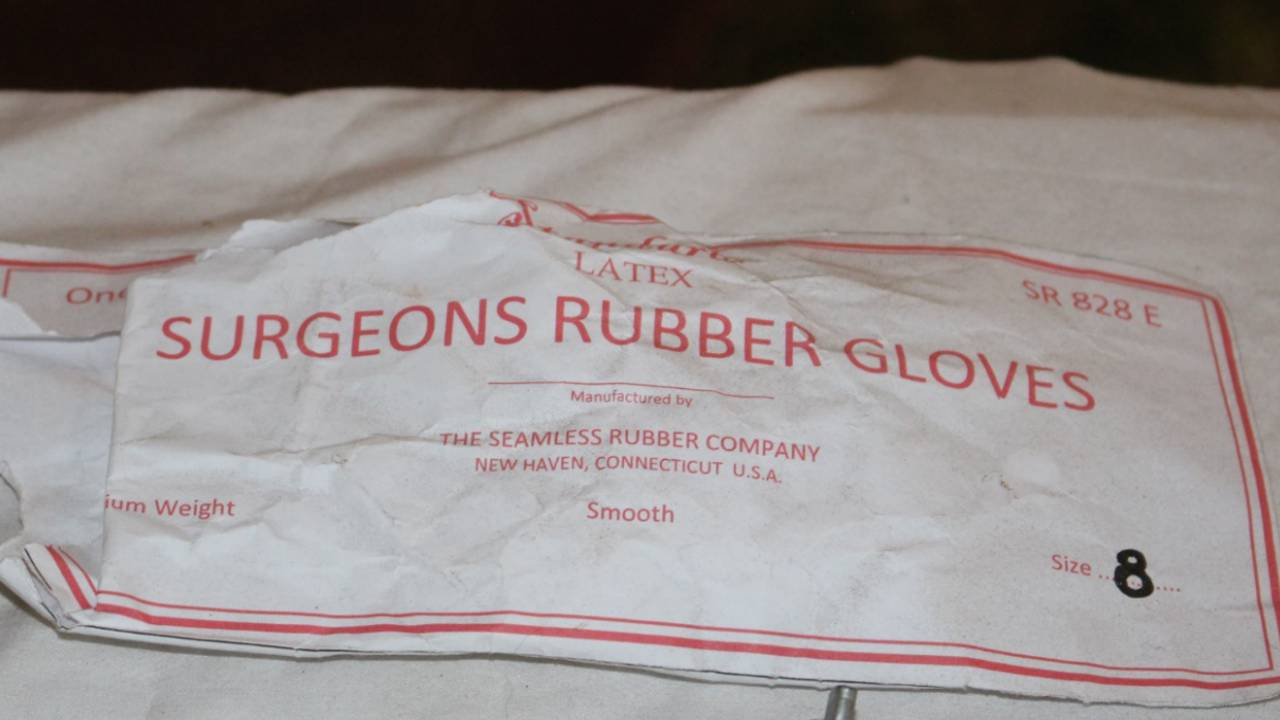 LATEX
SR 828 E
SURGEONS RUBBER GLOVES
Manufactured by
THE SEAMLESS RUBBER COMPANY
NEW HAVEN, CONNECTICUT U.S.A.
ium Weight
Smooth
Size ..8....